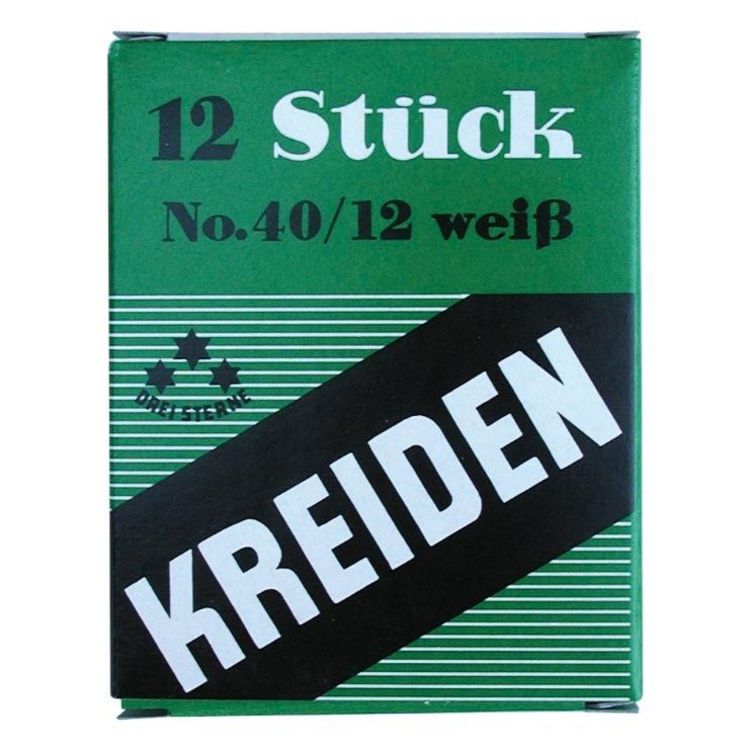 12 Stück
No.40/12 weiß
DREI STERNE
KREIDEN